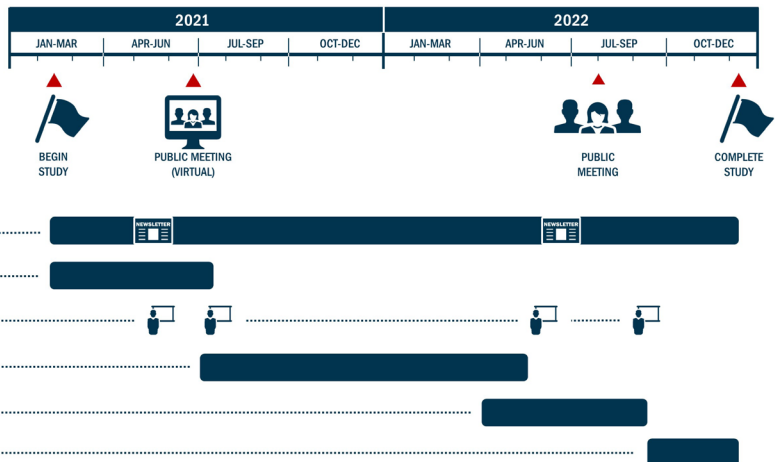 2021
2022
JAN-MAR
APR-JUN
JUL-SEP
OCT-DEC
JAN-MAR
APR-JUN
JUL-SEP
OCT-DEC
BEGIN
STUDY
PUBLIC MEETING
(VIRTUAL)
PUBLIC
MEETING
COMPLETE
STUDY
NEWSLETTER
NEWSLETTER